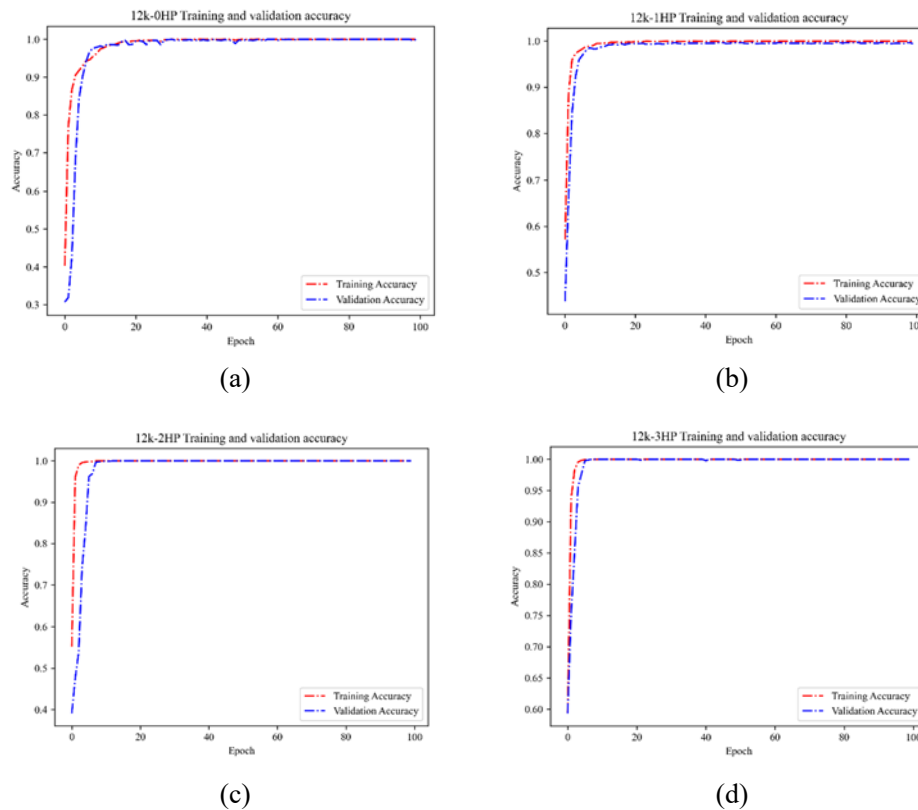 12k-0HP Training and validation accuracy
1.0
0.9
0.8
0.7
0.6
0.5
0.4
0.3
Accuracy
Training Accuracy
Validation Accuracy
0 20 40 60 80 100
Epoch
(a)
12k-1HP Training and validation accuracy
1.0
0.9
0.8
0.7
0.6
0.5
Accuracy
Training Accuracy
Validation Accuracy
0 20 40 60 80 100
Epoch
(b)
12k-2HP Training and validation accuracy
1.0
0.9
0.8
0.7
0.6
0.5
0.4
Accuracy
Training Accuracy
Validation Accuracy
0 20 40 60 80 100
Epoch
(c)
12k-3HP Training and validation accuracy
1.00
0.95
0.90
0.85
0.80
0.75
0.70
0.65
0.60
Accuracy
Training Accuracy
Validation Accuracy
0 20 40 60 80 100
Epoch
(d)